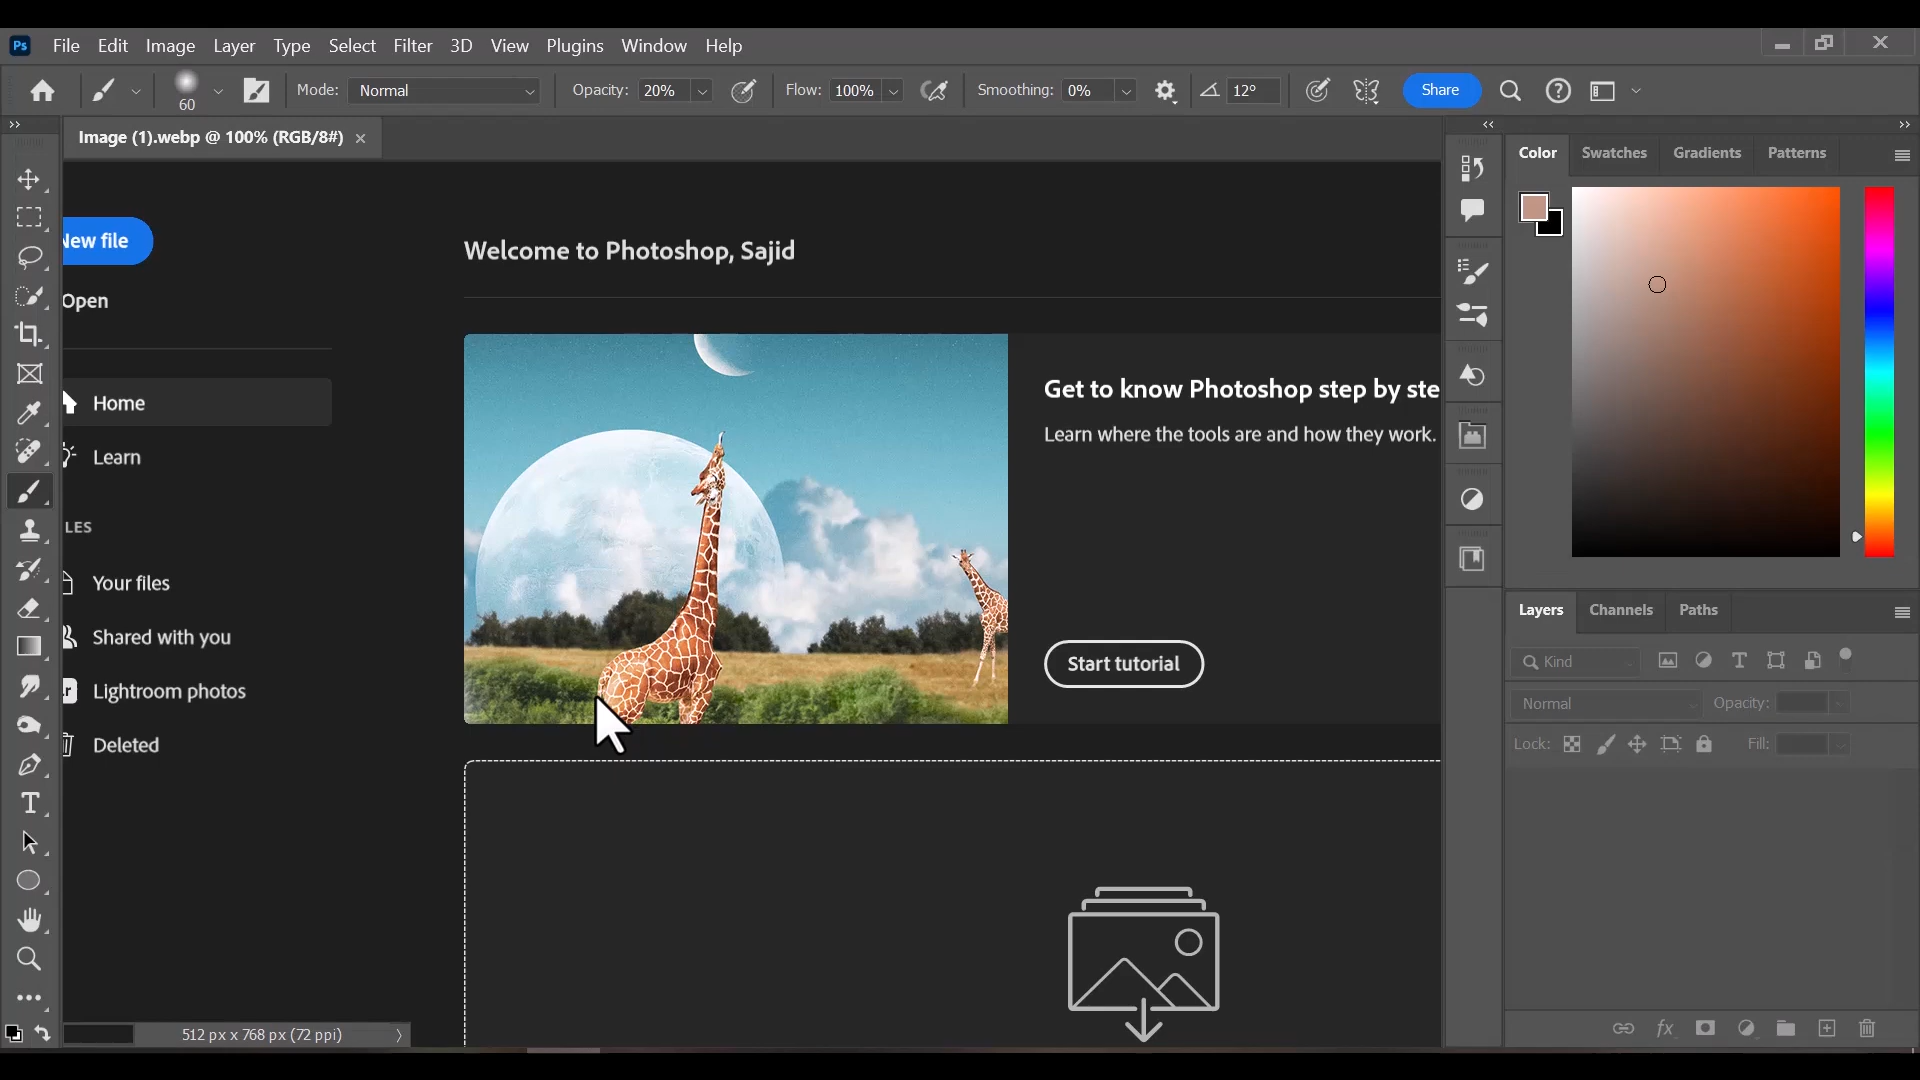 Ps File Edit Image Layer Type Select Filter 3D View Plugins Window Help
60 Mode: Normal Opacity: 20% Flow: 100% Smoothing: 0% 12° Share
Image (1).webp @ 100% (RGB/8#)
Color Swatches Gradients Patterns
New file
Welcome to Photoshop, Sajid
Open
Get to know Photoshop step by ste
Home
Learn where the tools are and how they work.
Learn
LES
Your files
Layers Channels Paths
Shared with you
Kind
Start tutorial
Lightroom photos
Normal Opacity:
Deleted
Lock: Fill:
512 px x 768 px (72 ppi)
fx